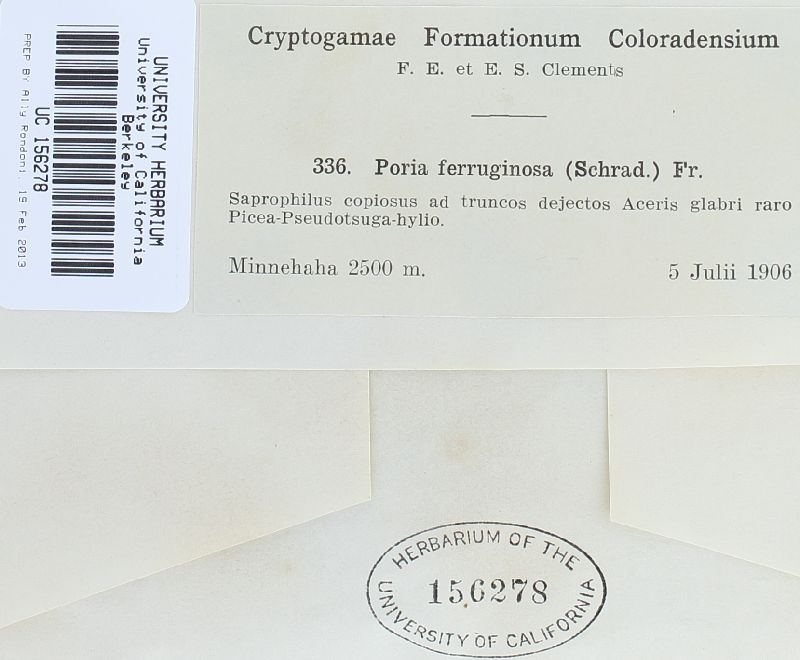 UNIVERSITY HERBARIUM
University of California
Berkeley
UC 156278
PREP BY Ally Rondoni, 19 Feb 2013
Cryptogamae Formationum Coloradensium
F. E. et E. S. Clements
336. Poria ferruginosa (Schrad.) Fr.
Saprophilus copiosus ad truncos dejectos Aceris glabri raro
Picea-Pseudotsuga-hylio.
Minnehaha 2500 m. 5 Julii 1906
HERBARIUM OF THE
156278
UNIVERSITY OF CALIFORNIA